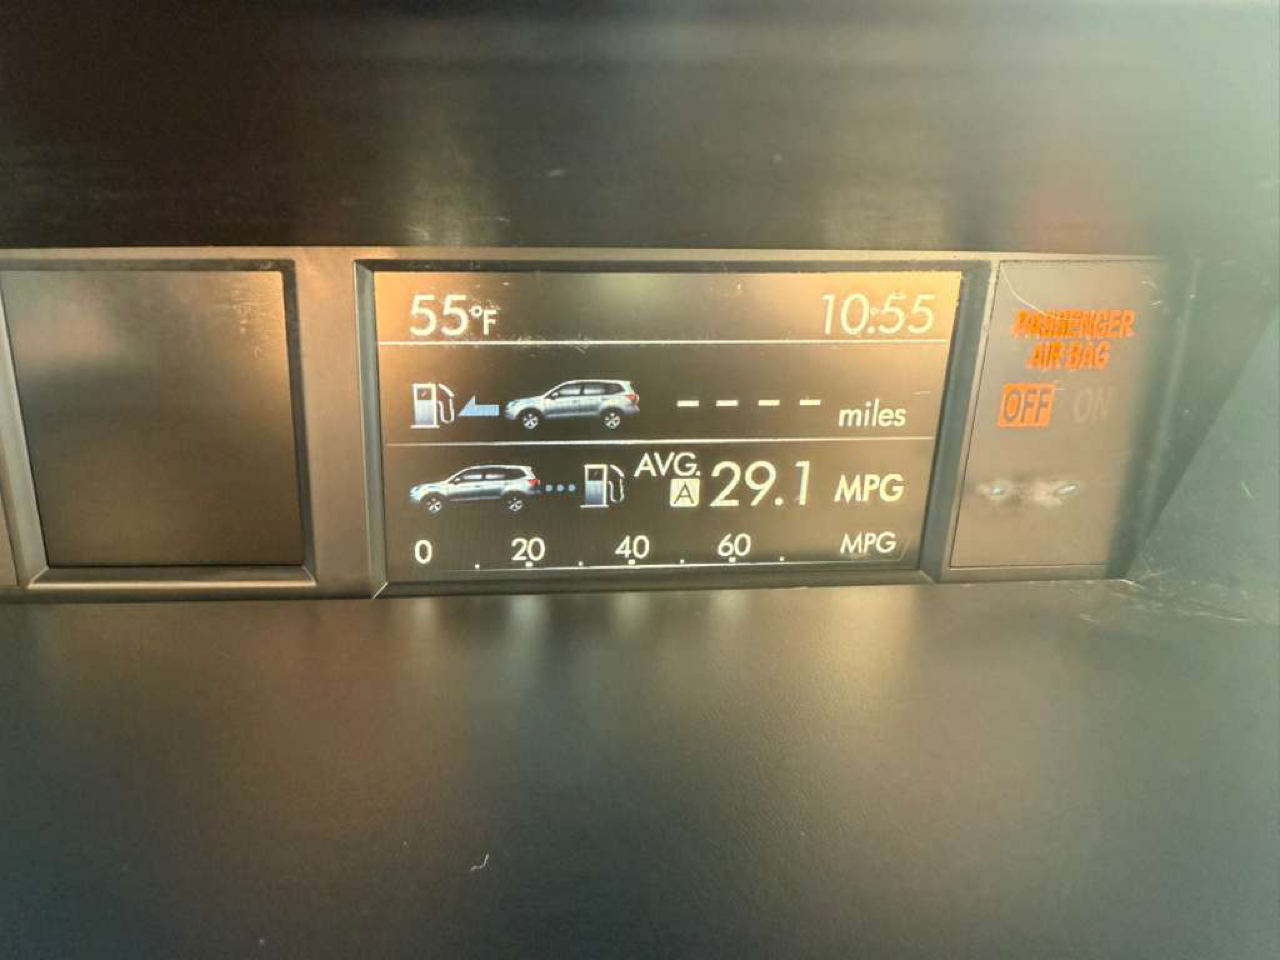 55°F 10:55
---- miles
AVG. A 29.1 MPG
0 20 40 60 MPG
PASSENGER
AIR BAG
OFF ON